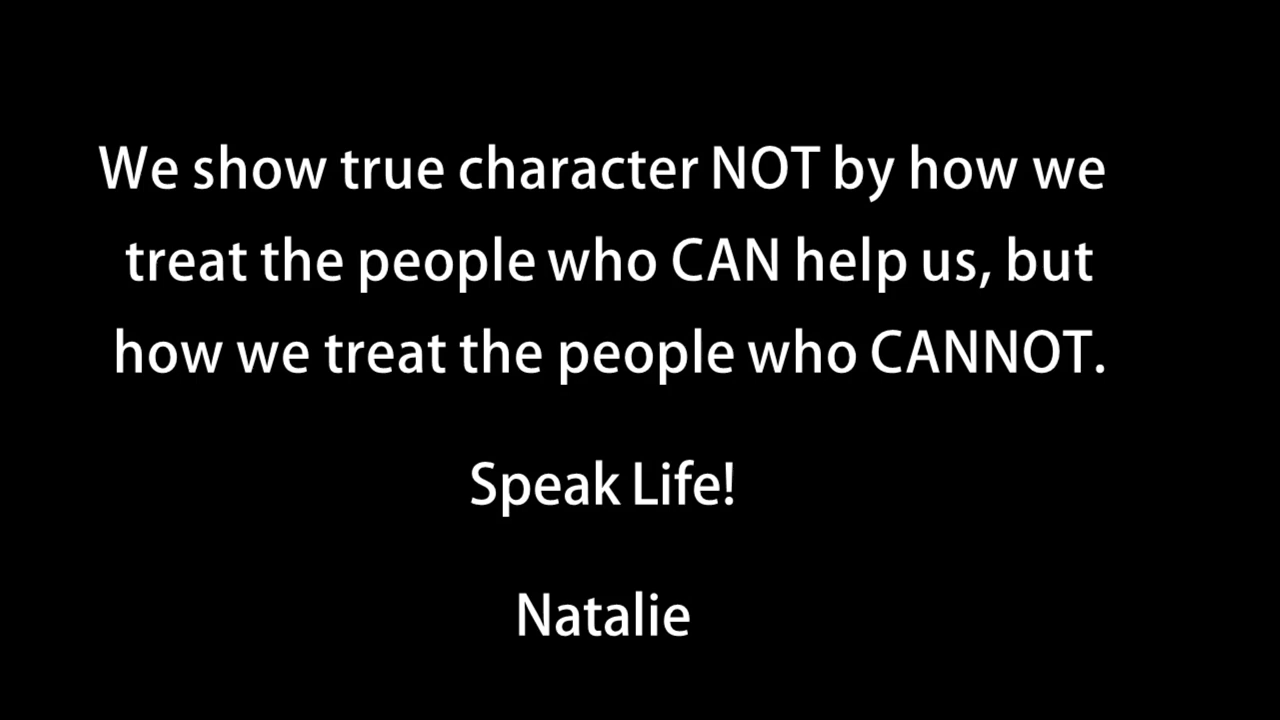 We show true character NOT by how we
treat the people who CAN help us, but
how we treat the people who CANNOT.
Speak Life!
Natalie